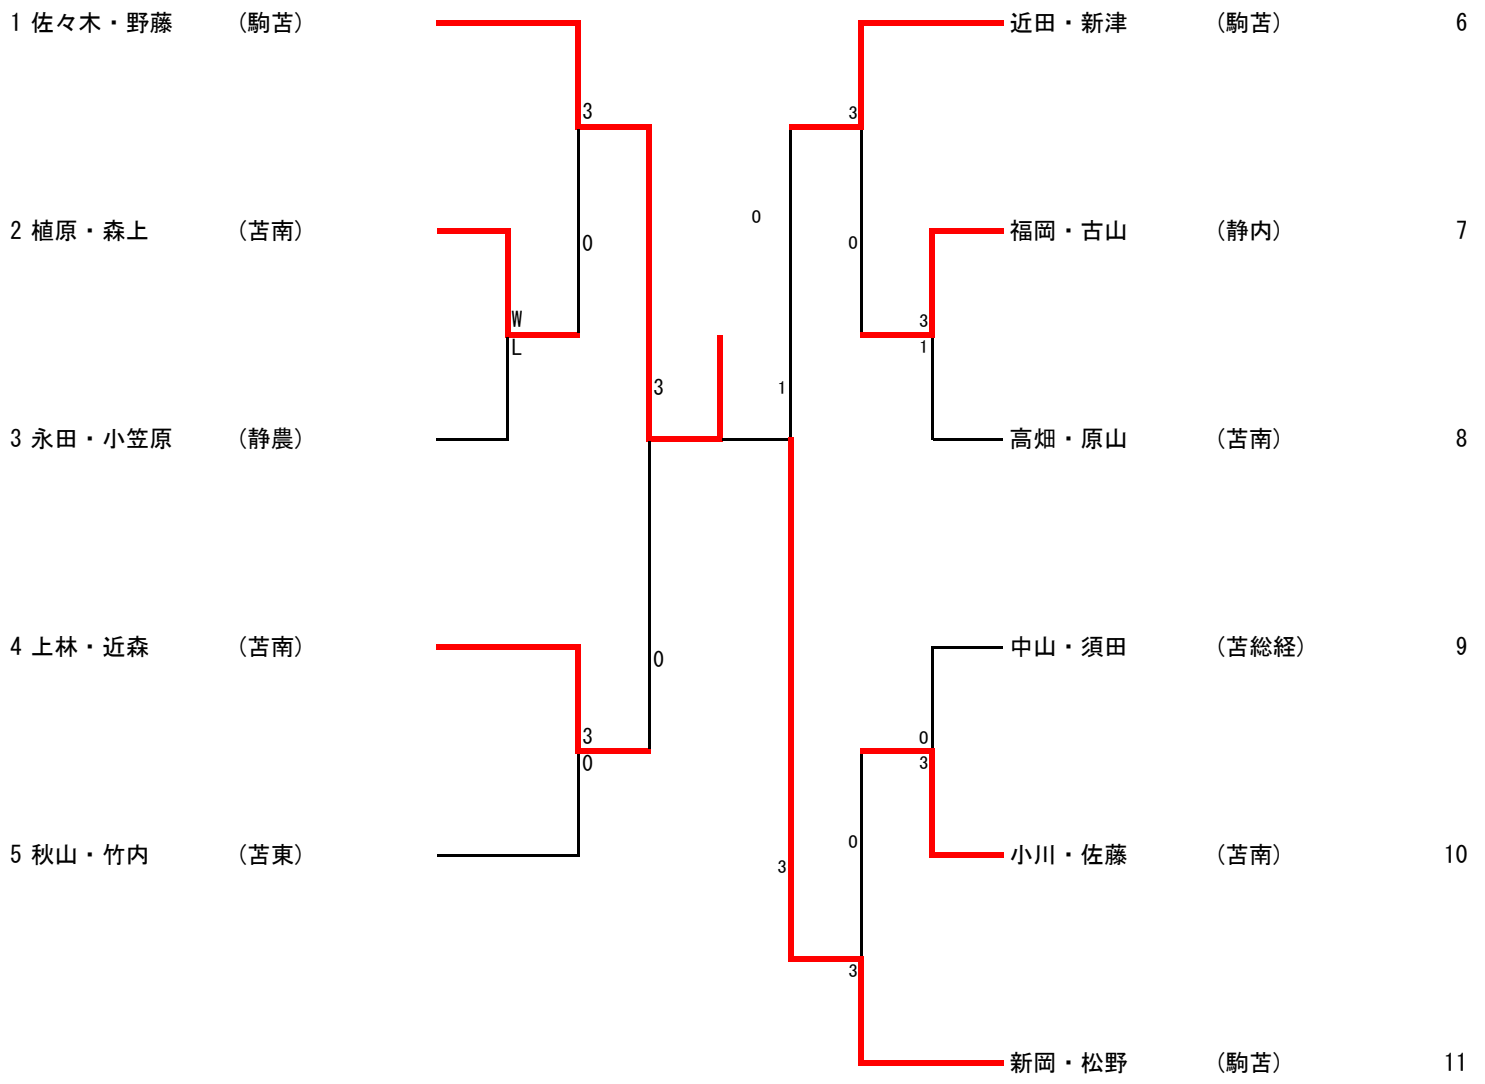 1 佐々木・野藤 (駒苫)
近田・新津 (駒苫) 6
3
3
0
2 植原・森上 (苫南)
福岡・古山 (静内) 7
0
0
W
3
L
1
3
1
3 永田・小笠原 (静農)
高畑・原山 (苫南) 8
4 上林・近森 (苫南)
中山・須田 (苫総経) 9
0
3
0
0
3
5 秋山・竹内 (苫東)
0
小川・佐藤 (苫南) 10
3
3
新岡・松野 (駒苫) 11